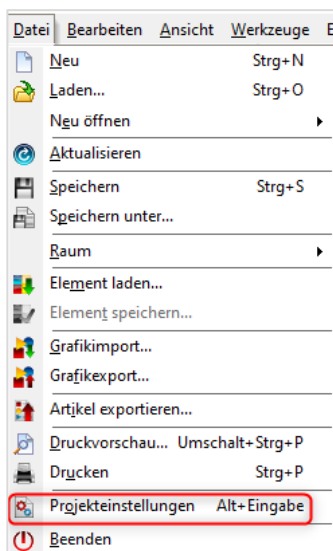 Datei Bearbeiten Ansicht Werkzeuge
Neu Strg+N
Laden... Strg+O
Neu öffnen
Aktualisieren
Speichern Strg+S
Speichern unter...
Raum
Element laden...
Element speichern...
Grafikimport...
Grafikexport...
Artikel exportieren...
Druckvorschau... Umschalt+Strg+P
Drucken Strg+P
Projekteinstellungen Alt+Eingabe
Beenden